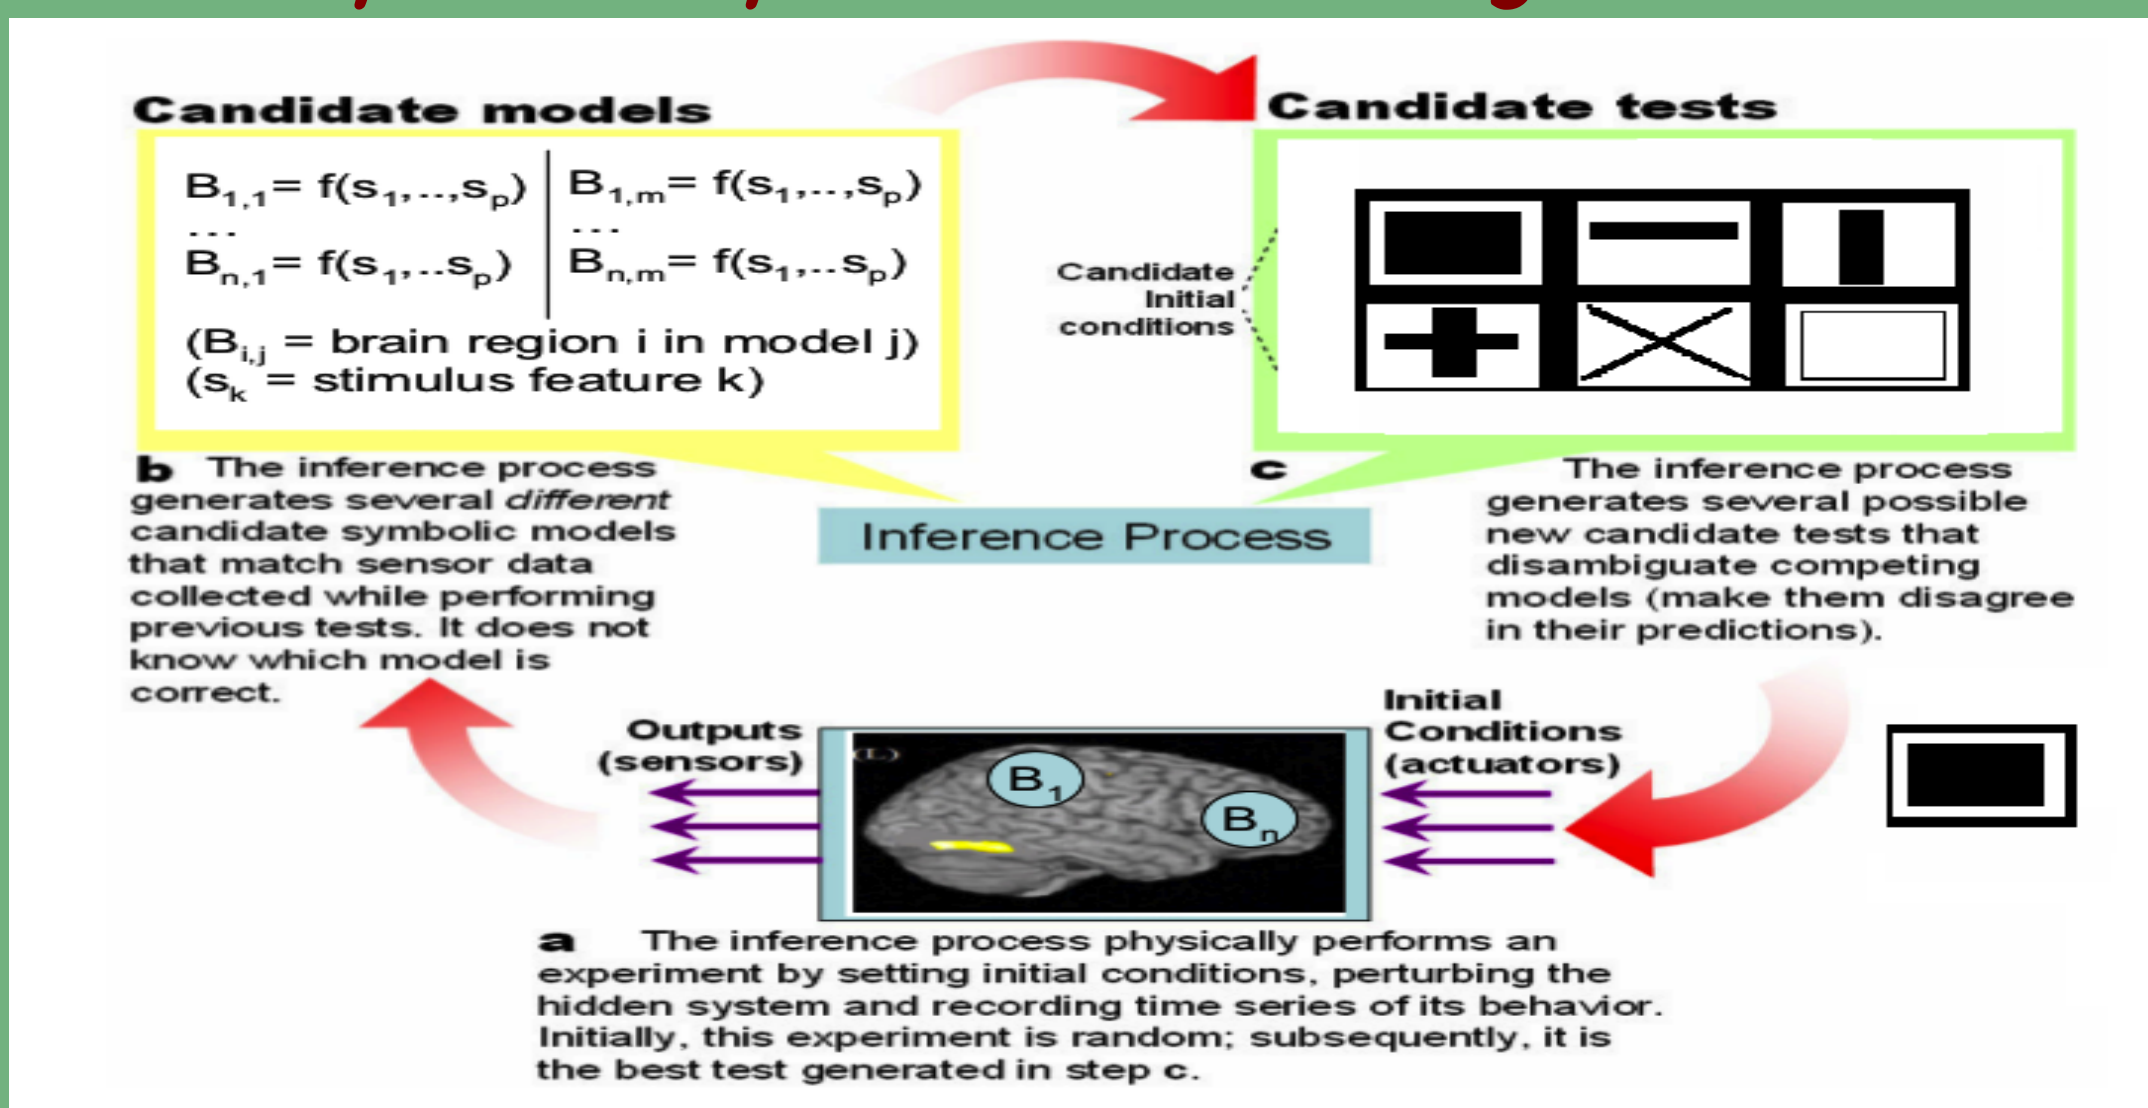 Candidate models
B1,1= f(s1,..,sp)
...
Bn,1= f(s1,..sp)
B1,m= f(s1,..,sp)
...
Bn,m= f(s1,..sp)
(Bi,j = brain region i in model j)
(sk = stimulus feature k)
Candidate tests
Candidate
Initial
conditions
b The inference process
generates several different
candidate symbolic models
that match sensor data
collected while performing
previous tests. It does not
know which model is
correct.
Inference Process
c The inference process
generates several possible
new candidate tests that
disambiguate competing
models (make them disagree
in their predictions).
Outputs
(sensors)
(L)
B1
Bn
Initial
Conditions
(actuators)
a The inference process physically performs an
experiment by setting initial conditions, perturbing the
hidden system and recording time series of its behavior.
Initially, this experiment is random; subsequently, it is
the best test generated in step c.